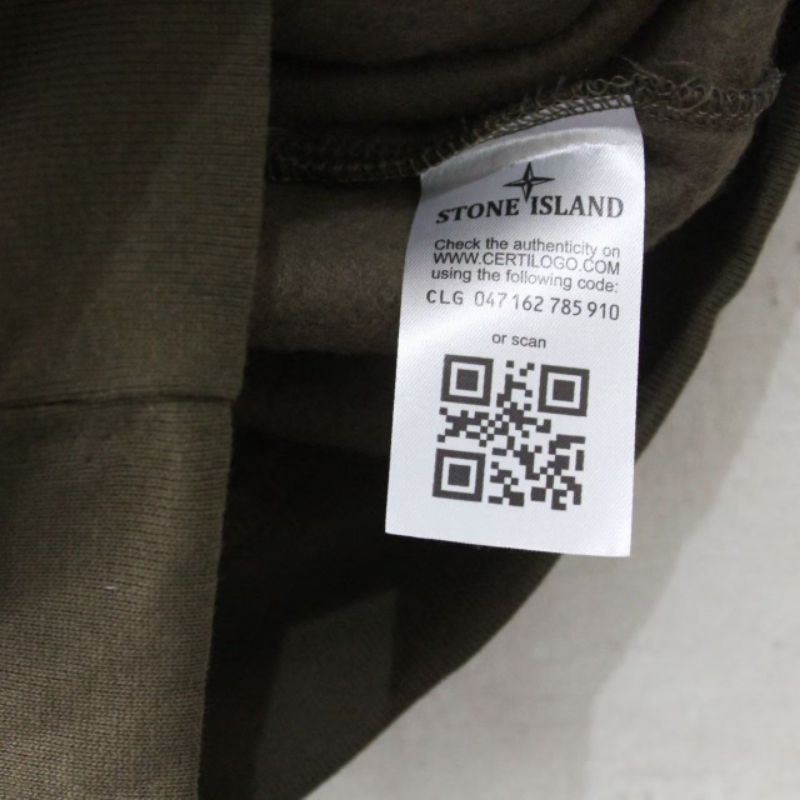 STONE ISLAND
Check the authenticity on
WWW.CERTILOGO.COM
using the following code:
CLG 047 162 785 910
or scan